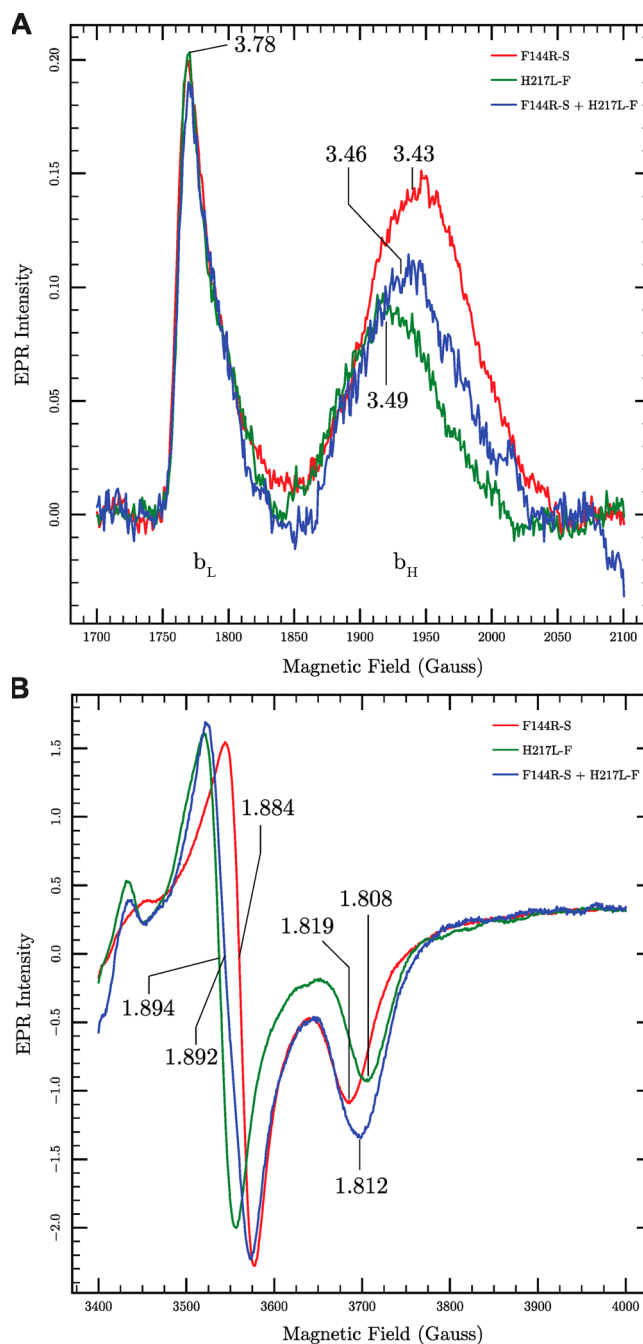 A
0.20
0.15
0.10
0.05
0.00
EPR Intensity
3.78
F144R-S
H217L-F
F144R-S + H217L-F
3.46 3.43
3.49
b_L b_H
1700 1750 1800 1850 1900 1950 2000 2050 2100
Magnetic Field (Gauss)
B
1.5
1.0
0.5
0.0
−0.5
−1.0
−1.5
−2.0
EPR Intensity
F144R-S
H217L-F
F144R-S + H217L-F
1.884
1.808
1.819
1.894
1.892
1.812
3400 3500 3600 3700 3800 3900 4000
Magnetic Field (Gauss)